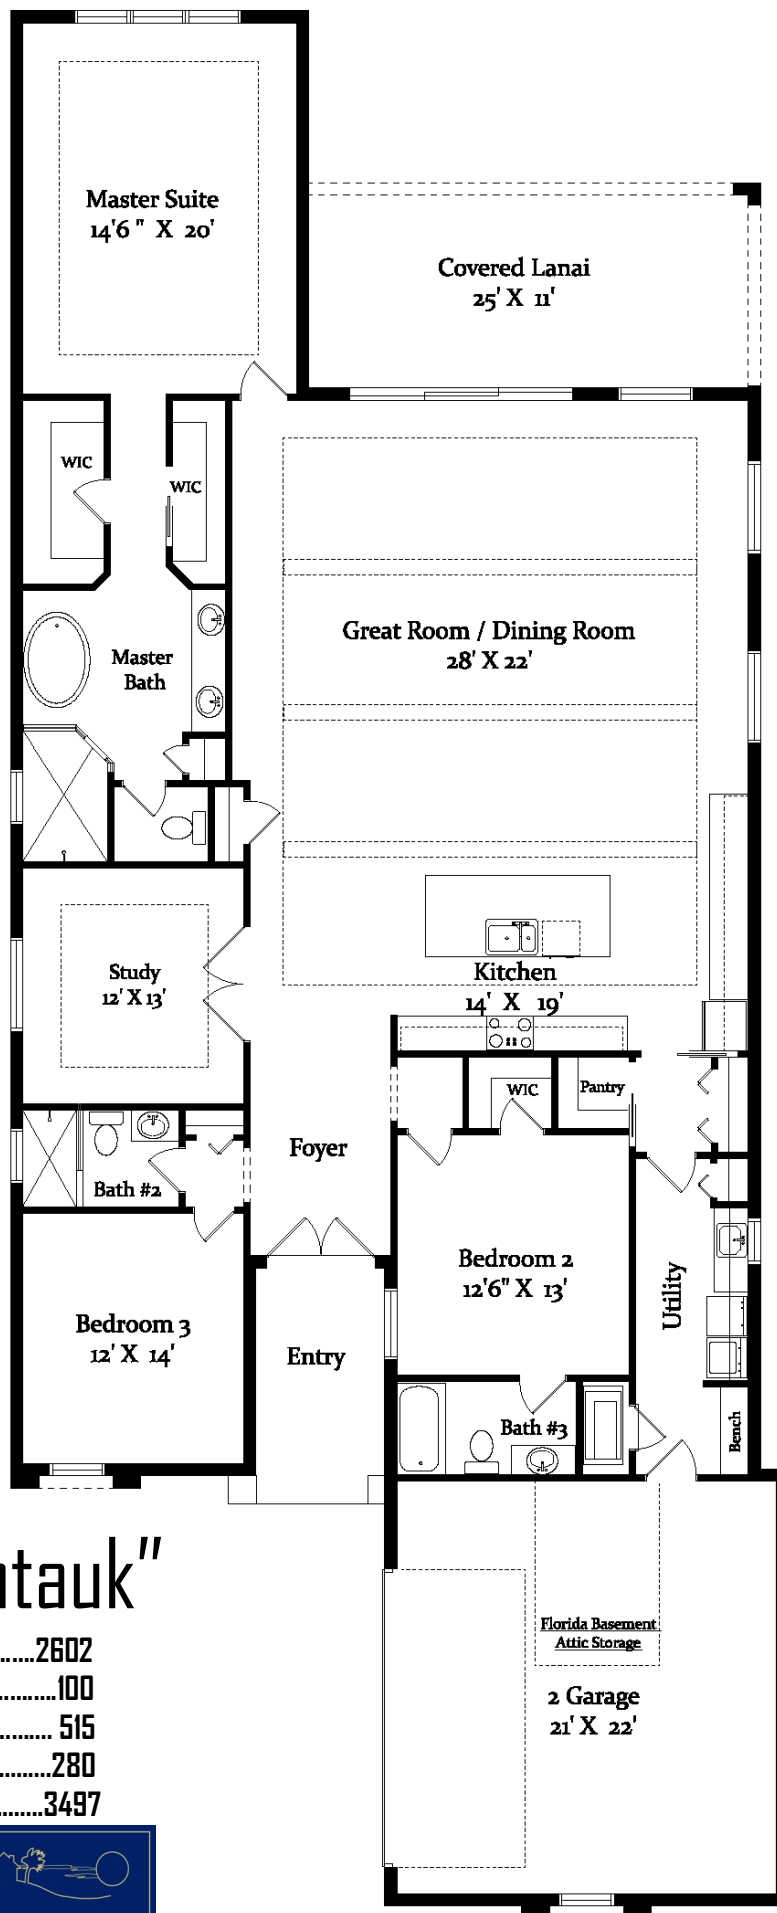 Master Suite
14'6" X 20'
Covered Lanai
25' X 11'
WIC
WIC
Great Room / Dining Room
28' X 22'
Master
Bath
Study
12' X 13'
Kitchen
14' X 19'
WIC
Pantry
Foyer
Bath #2
Bedroom 2
12'6" X 13'
Utility
Bedroom 3
12' X 14'
Entry
Bath #3
Bench
ntauk"
.....2602
..........100
........... 515
.........280
........3497
Florida Basement
Attic Storage
2 Garage
21' X 22'